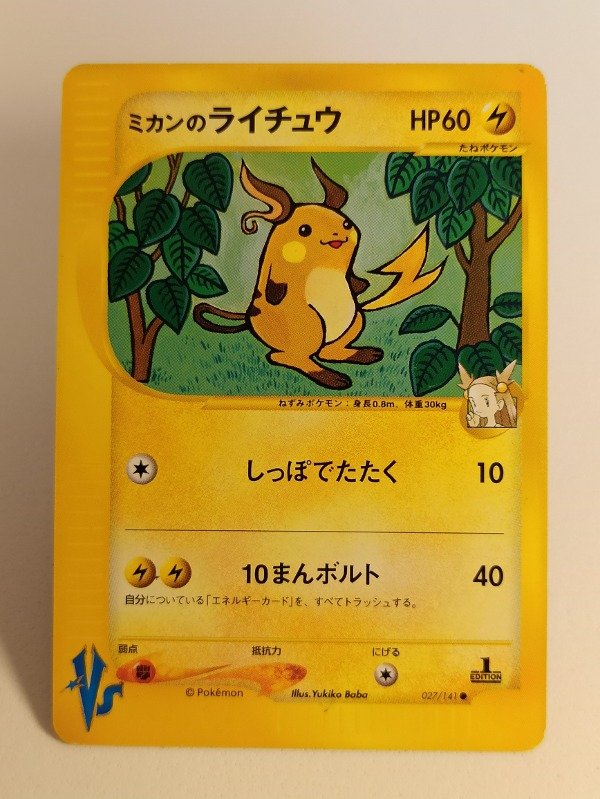 ミカンのライチュウ HP60
たねポケモン
ねずみポケモン：身長0.8m、体重30kg
しっぽでたたく 10
10まんボルト 40
自分についている「エネルギーカード」を、すべてトラッシュする。
弱点 抵抗力 にげる
1
EDITION
VS
© Pokémon Illus.Yukiko Baba 027/141